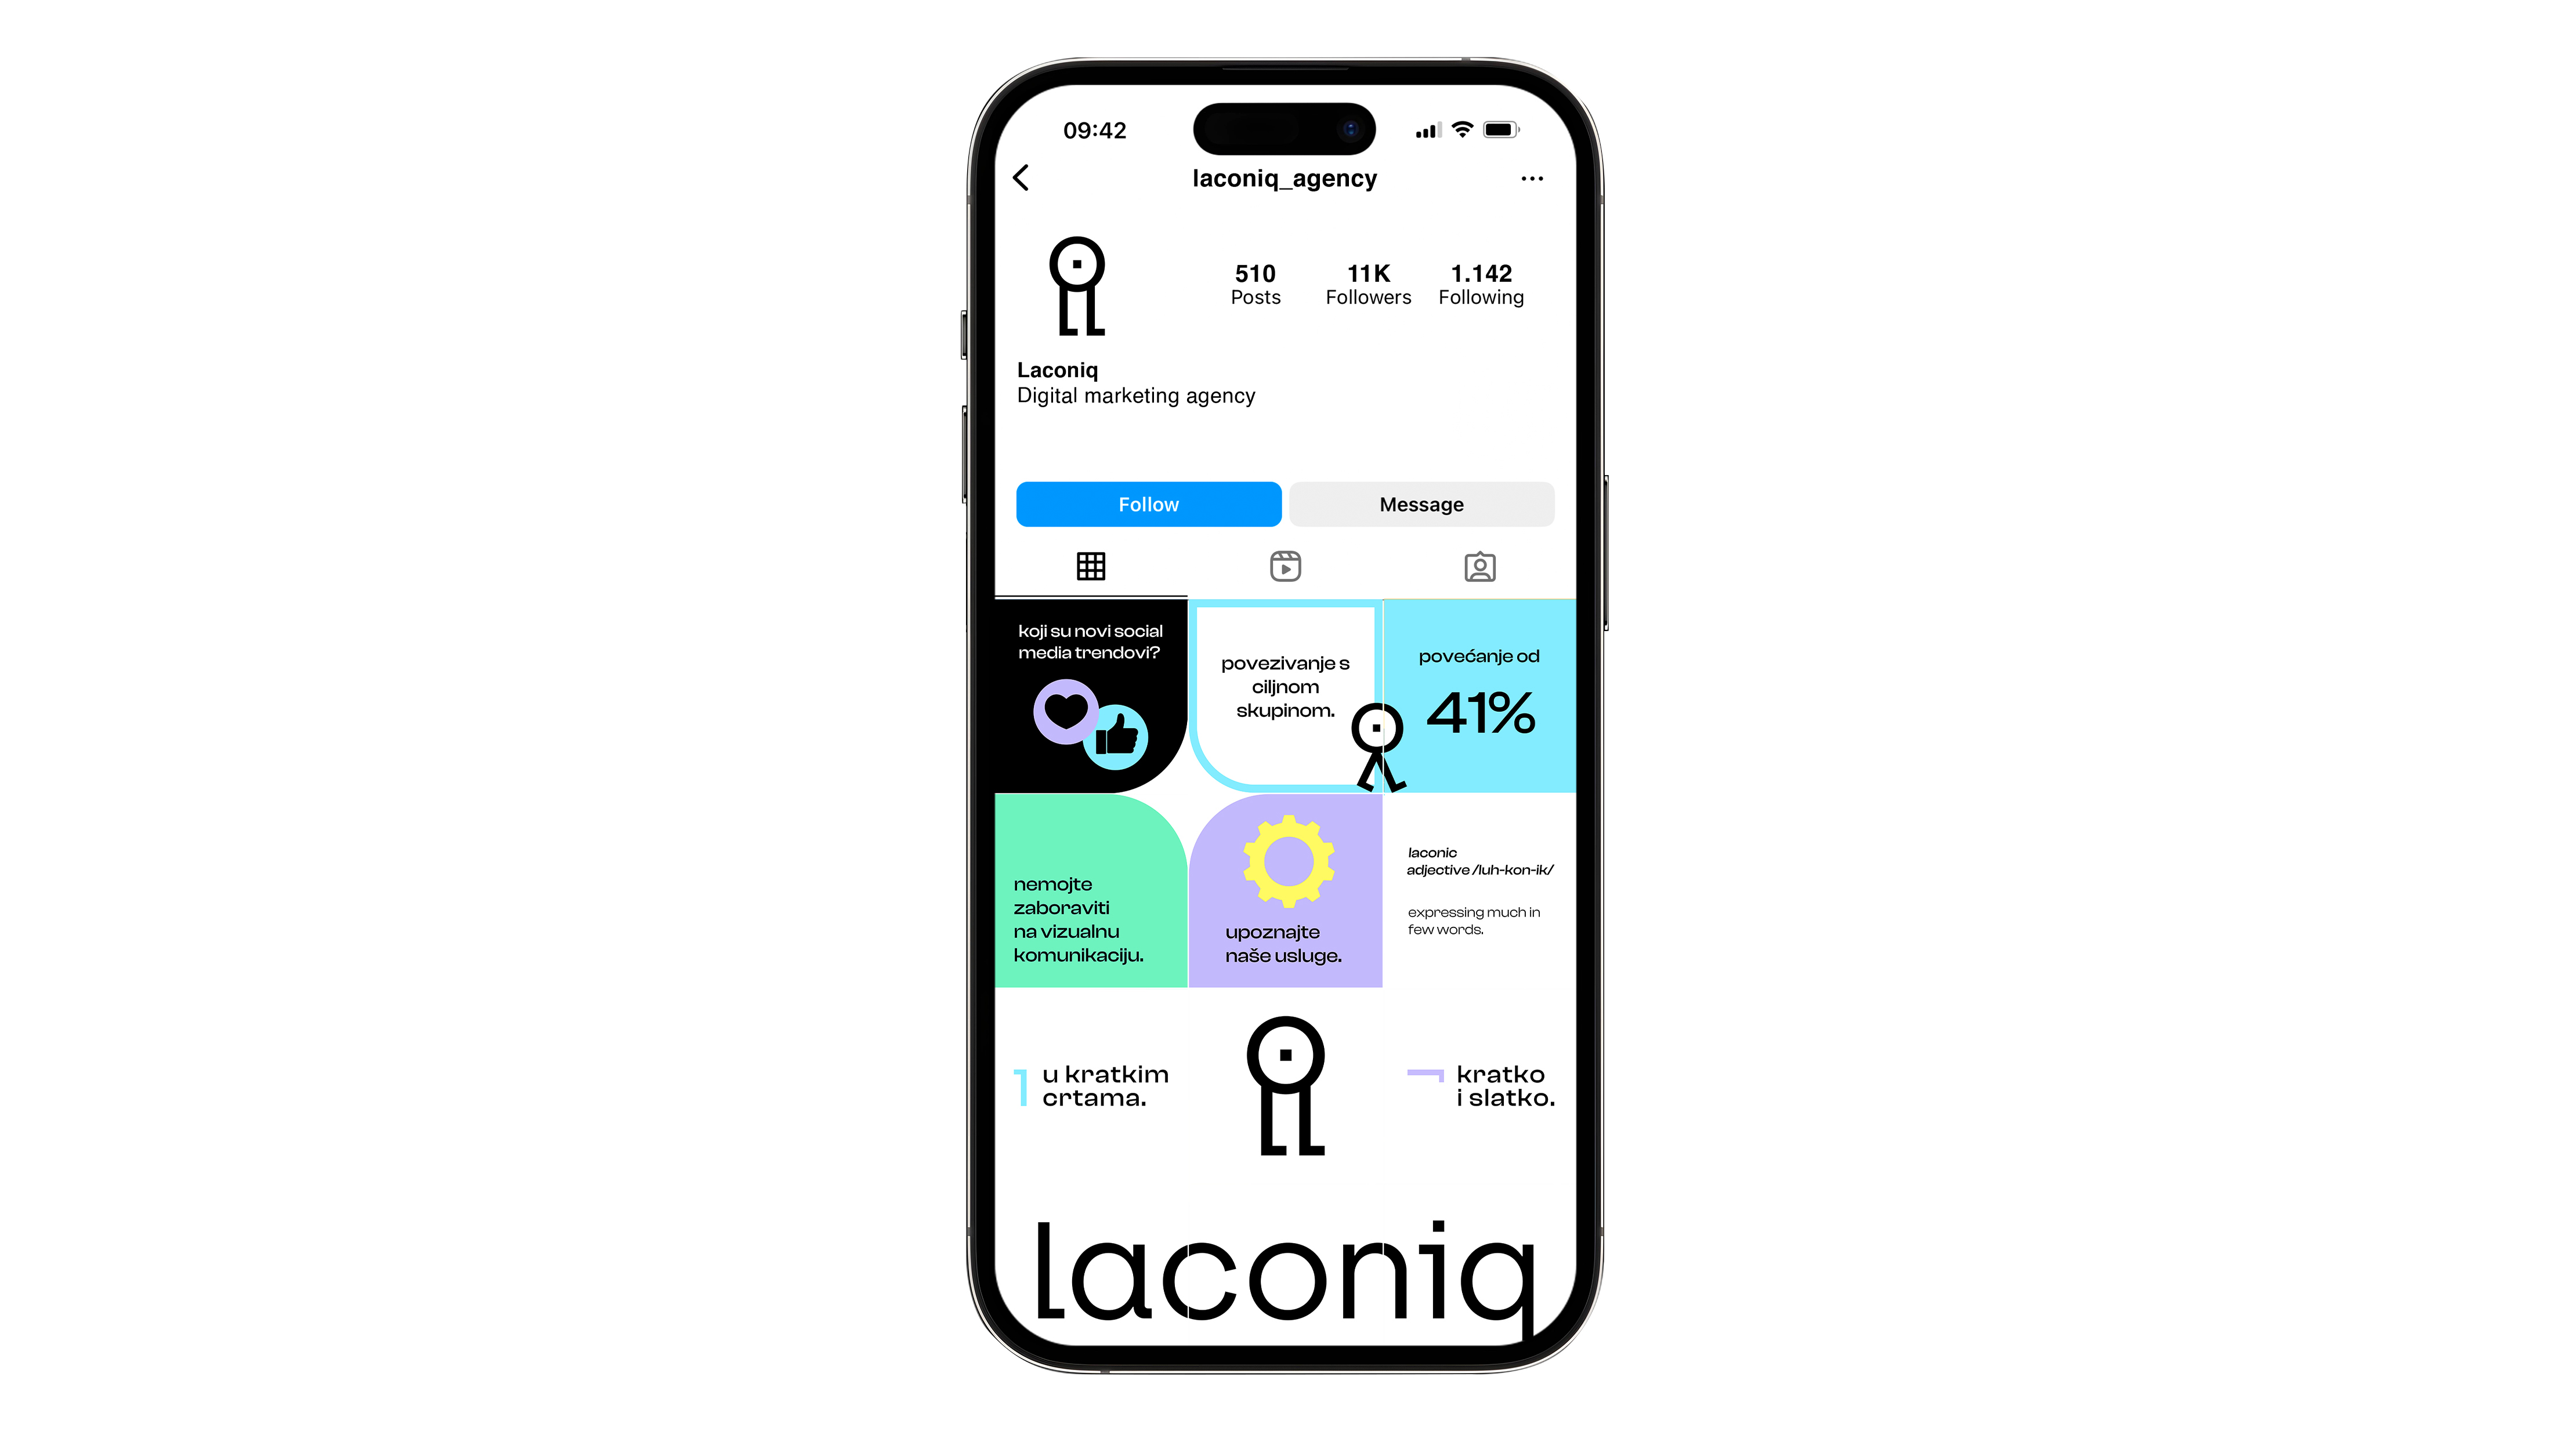 09:42
laconiq_agency
510
Posts
11K
Followers
1.142
Following
Laconiq
Digital marketing agency
Follow
Message
koji su novi social
media trendovi?
povezivanje s
ciljnom
skupinom.
povećanje od
41%
nemojte
zaboraviti
na vizualnu
komunikaciju.
upoznajte
naše usluge.
laconic
adjective /luh-kon-ik/
expressing much in
few words.
u kratkim
crtama.
kratko
i slatko.
laconiq